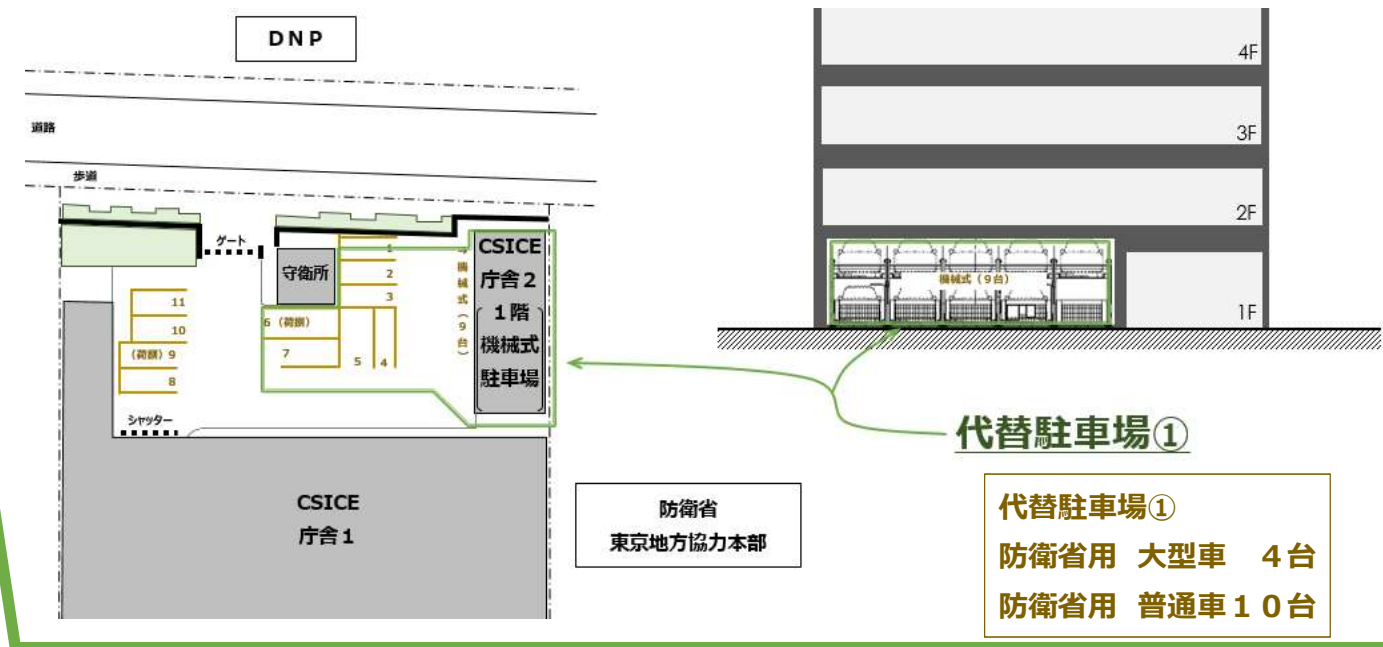 DNP
道路
歩道
ゲート
守衛所
1
2
3
6（荷捌）
7
5
4
機械式（9台）
11
10
（荷捌）9
8
シャッター
CSICE
庁舎２
１階
機械式
駐車場
CSICE
庁舎１
防衛省
東京地方協力本部
4F
3F
2F
1F
機械式（9台）
代替駐車場①
代替駐車場①
防衛省用 大型車 ４台
防衛省用 普通車１０台